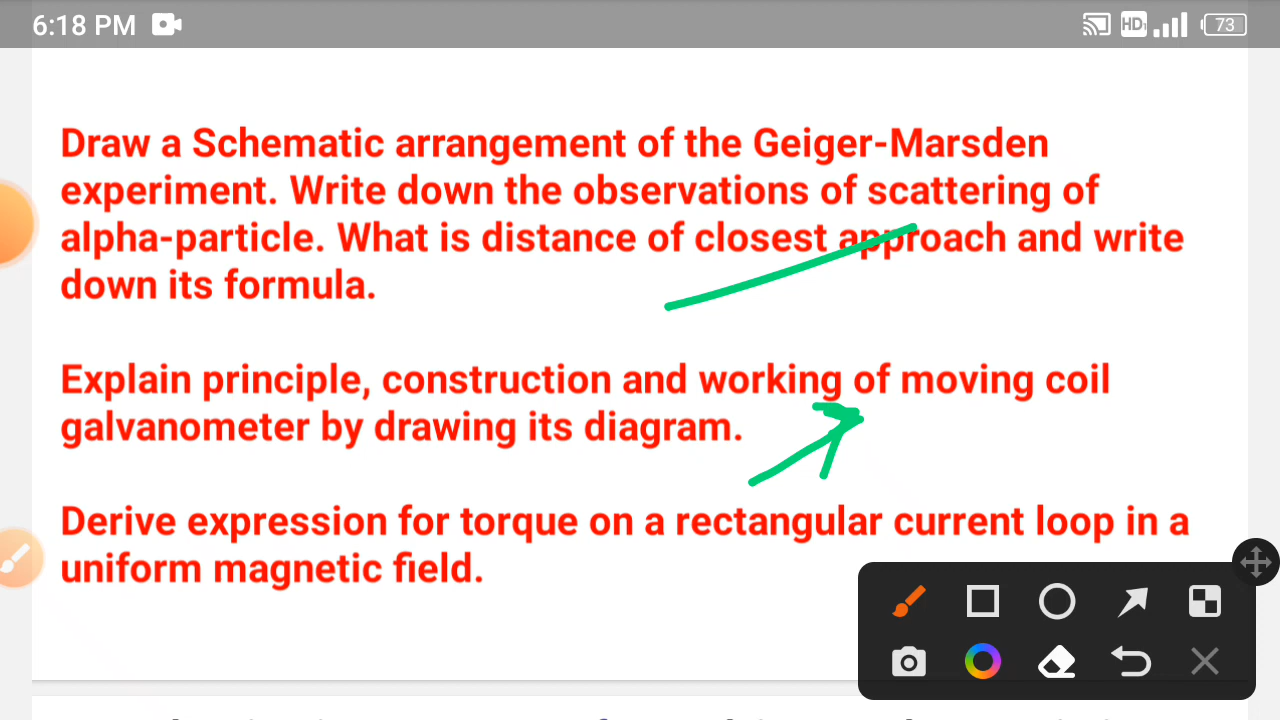 6:18 PM
HD
73
Draw a Schematic arrangement of the Geiger-Marsden
experiment. Write down the observations of scattering of
alpha-particle. What is distance of closest approach and write
down its formula.
Explain principle, construction and working of moving coil
galvanometer by drawing its diagram.
Derive expression for torque on a rectangular current loop in a
uniform magnetic field.